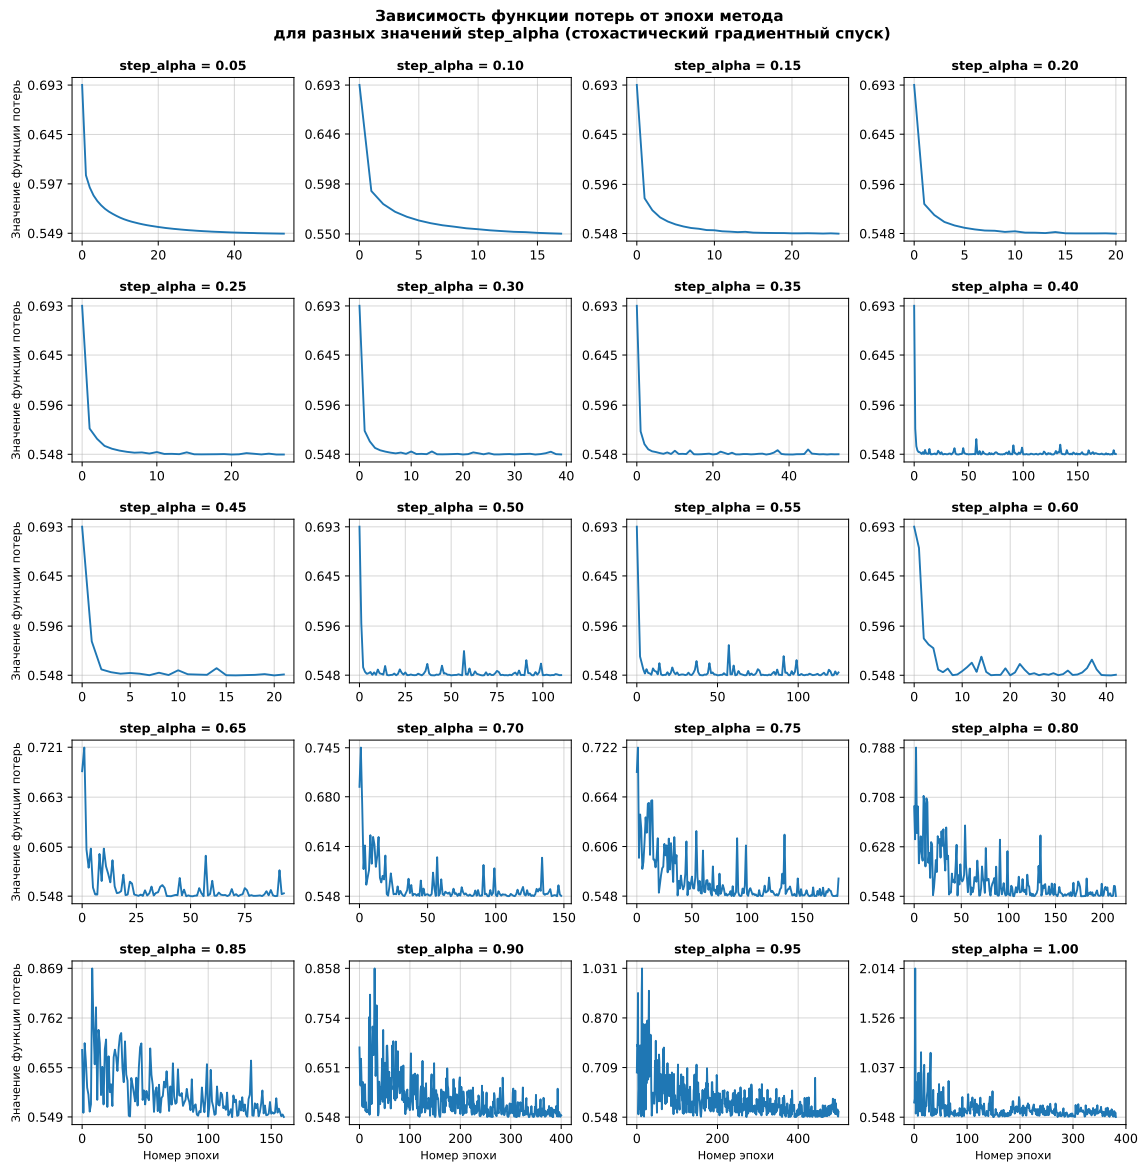 Зависимость функции потерь от эпохи метода
для разных значений step_alpha (стохастический градиентный спуск)
step_alpha = 0.05 step_alpha = 0.10 step_alpha = 0.15 step_alpha = 0.20
Значение функции потерь
0.693 0.693 0.693 0.693
0.645 0.646 0.645 0.645
0.597 0.598 0.596 0.596
0.549 0.550 0.548 0.548
0 20 40 0 5 10 15 0 10 20 0 5 10 15 20
step_alpha = 0.25 step_alpha = 0.30 step_alpha = 0.35 step_alpha = 0.40
Значение функции потерь
0.693 0.693 0.693 0.693
0.645 0.645 0.645 0.645
0.596 0.596 0.596 0.596
0.548 0.548 0.548 0.548
0 10 20 0 10 20 30 40 0 20 40 0 50 100 150
step_alpha = 0.45 step_alpha = 0.50 step_alpha = 0.55 step_alpha = 0.60
Значение функции потерь
0.693 0.693 0.693 0.693
0.645 0.645 0.645 0.645
0.596 0.596 0.596 0.596
0.548 0.548 0.548 0.548
0 5 10 15 20 0 25 50 75 100 0 50 100 0 10 20 30 40
step_alpha = 0.65 step_alpha = 0.70 step_alpha = 0.75 step_alpha = 0.80
Значение функции потерь
0.721 0.745 0.722 0.788
0.663 0.680 0.664 0.708
0.605 0.614 0.606 0.628
0.548 0.548 0.548 0.548
0 25 50 75 0 50 100 150 0 50 100 150 0 50 100 150 200
step_alpha = 0.85 step_alpha = 0.90 step_alpha = 0.95 step_alpha = 1.00
Значение функции потерь
0.869 0.858 1.031 2.014
0.762 0.754 0.870 1.526
0.655 0.651 0.709 1.037
0.549 0.548 0.548 0.548
0 50 100 150 0 100 200 300 400 0 200 400 0 100 200 300 400
Номер эпохи Номер эпохи Номер эпохи Номер эпохи